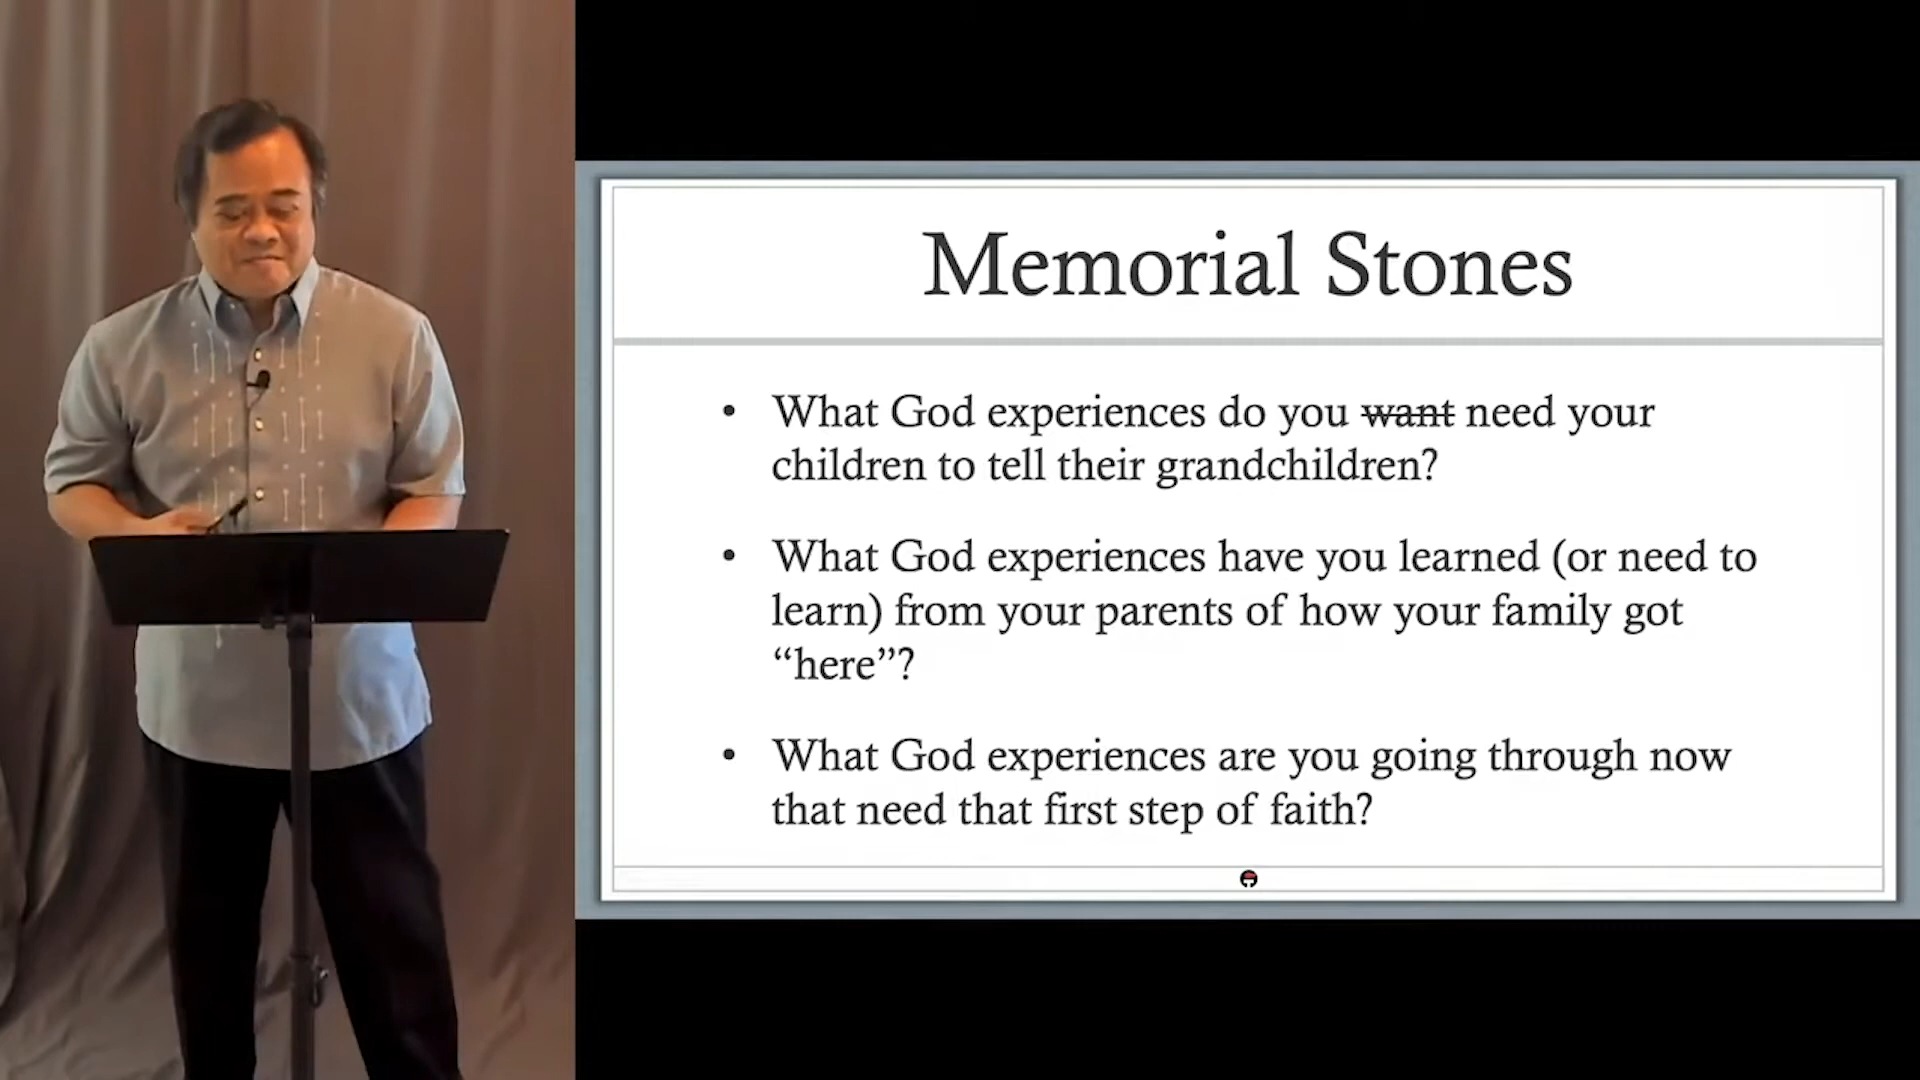 Memorial Stones
• What God experiences do you want need your
children to tell their grandchildren?
• What God experiences have you learned (or need to
learn) from your parents of how your family got
“here”?
• What God experiences are you going through now
that need that first step of faith?